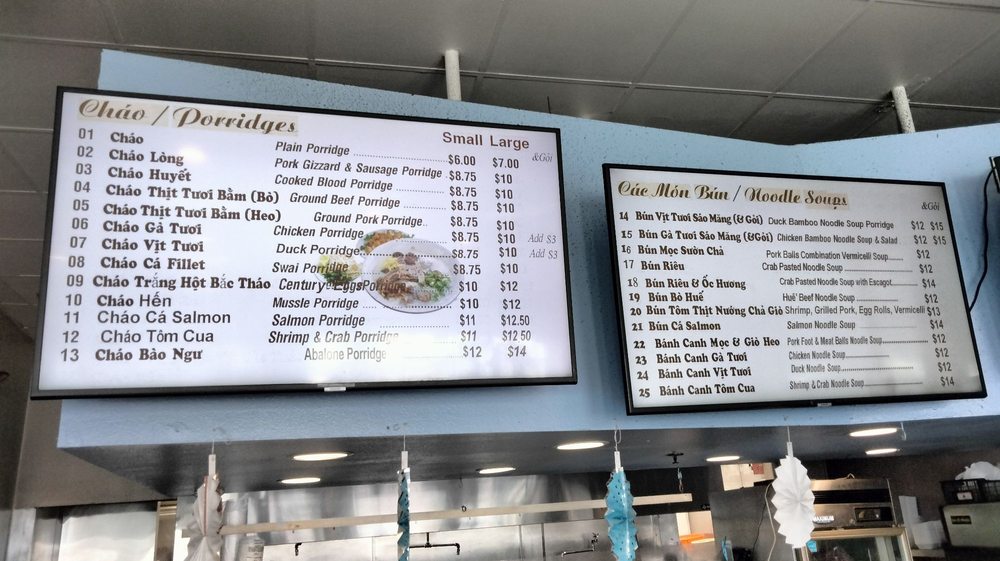 Cháo / Porridges
Small Large
&Gỏi
01 Cháo Plain Porridge $6.00 $7.00
02 Cháo Lòng Pork Gizzard & Sausage Porridge $8.75 $10
03 Cháo Huyết Cooked Blood Porridge $8.75 $10
04 Cháo Thịt Tươi Bằm (Bò) Ground Beef Porridge $8.75 $10
05 Cháo Thịt Tươi Bằm (Heo) Ground Pork Porridge $8.75 $10
06 Cháo Gà Tươi Chicken Porridge $8.75 $10 Add $3
07 Cháo Vịt Tươi Duck Porridge $8.75 $10 Add $3
08 Cháo Cá Fillet Swai Porridge $8.75 $10
09 Cháo Trắng Hột Bắc Thảo Century Eggs Porridge $10 $12
10 Cháo Hến Mussle Porridge $10 $12
11 Cháo Cá Salmon Salmon Porridge $11 $12.50
12 Cháo Tôm Cua Shrimp & Crab Porridge $11 $12 50
13 Cháo Bào Ngư Abalone Porridge $12 $14
Các Món Bún / Noodle Soups
&Gỏi
14 Bún Vịt Tươi Sáo Măng (& Gỏi) Duck Bamboo Noodle Soup Porridge $12 $15
15 Bún Gà Tươi Sáo Măng (&Gỏi) Chicken Bamboo Noodle Soup & Salad $12 $15
16 Bún Mọc Sườn Chả Pork Balls Combination Vermicelli Soup $12
17 Bún Riêu Crab Pasted Noodle Soup $12
18 Bún Riêu & Ốc Hương Crab Pasted Noodle Soup with Escagot $14
19 Bún Bò Huế Huế' Beef Noodle Soup $12
20 Bún Tôm Thịt Nướng Chả Giò Shrimp, Grilled Pork, Egg Rolls, Vermicelli $13
21 Bún Cá Salmon Salmon Noodle Soup $14
22 Bánh Canh Mọc & Giò Heo Pork Foot & Meat Balls Noodle Soup $12
23 Bánh Canh Gà Tươi Chicken Noodle Soup $12
24 Bánh Canh Vịt Tươi Duck Noodle Soup $12
25 Bánh Canh Tôm Cua Shrimp & Crab Noodle Soup $14